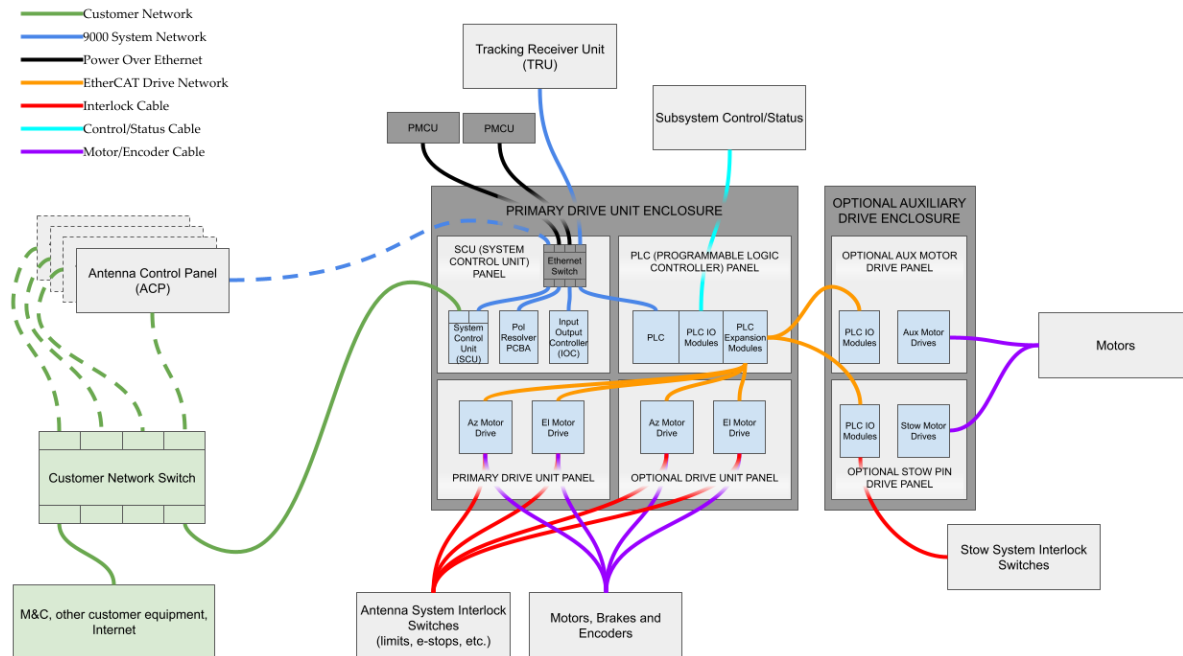 Customer Network
9000 System Network
Power Over Ethernet
EtherCAT Drive Network
Interlock Cable
Control/Status Cable
Motor/Encoder Cable
Tracking Receiver Unit
(TRU)
PMCU
PMCU
Subsystem Control/Status
PRIMARY DRIVE UNIT ENCLOSURE
OPTIONAL AUXILIARY
DRIVE ENCLOSURE
SCU (SYSTEM
CONTROL UNIT)
PANEL
Ethernet
Switch
PLC (PROGRAMMABLE LOGIC
CONTROLLER) PANEL
OPTIONAL AUX MOTOR
DRIVE PANEL
Antenna Control Panel
(ACP)
System
Control
Unit
(SCU)
Pol
Resolver
PCBA
Input
Output
Controller
(IOC)
PLC
PLC IO
Modules
PLC
Expansion
Modules
PLC IO
Modules
Aux Motor
Drives
Motors
Az Motor
Drive
El Motor
Drive
Az Motor
Drive
El Motor
Drive
PLC IO
Modules
Stow Motor
Drives
PRIMARY DRIVE UNIT PANEL
OPTIONAL DRIVE UNIT PANEL
OPTIONAL STOW PIN
DRIVE PANEL
Customer Network Switch
Stow System Interlock
Switches
M&C, other customer equipment,
Internet
Antenna System Interlock
Switches
(limits, e-stops, etc.)
Motors, Brakes and
Encoders